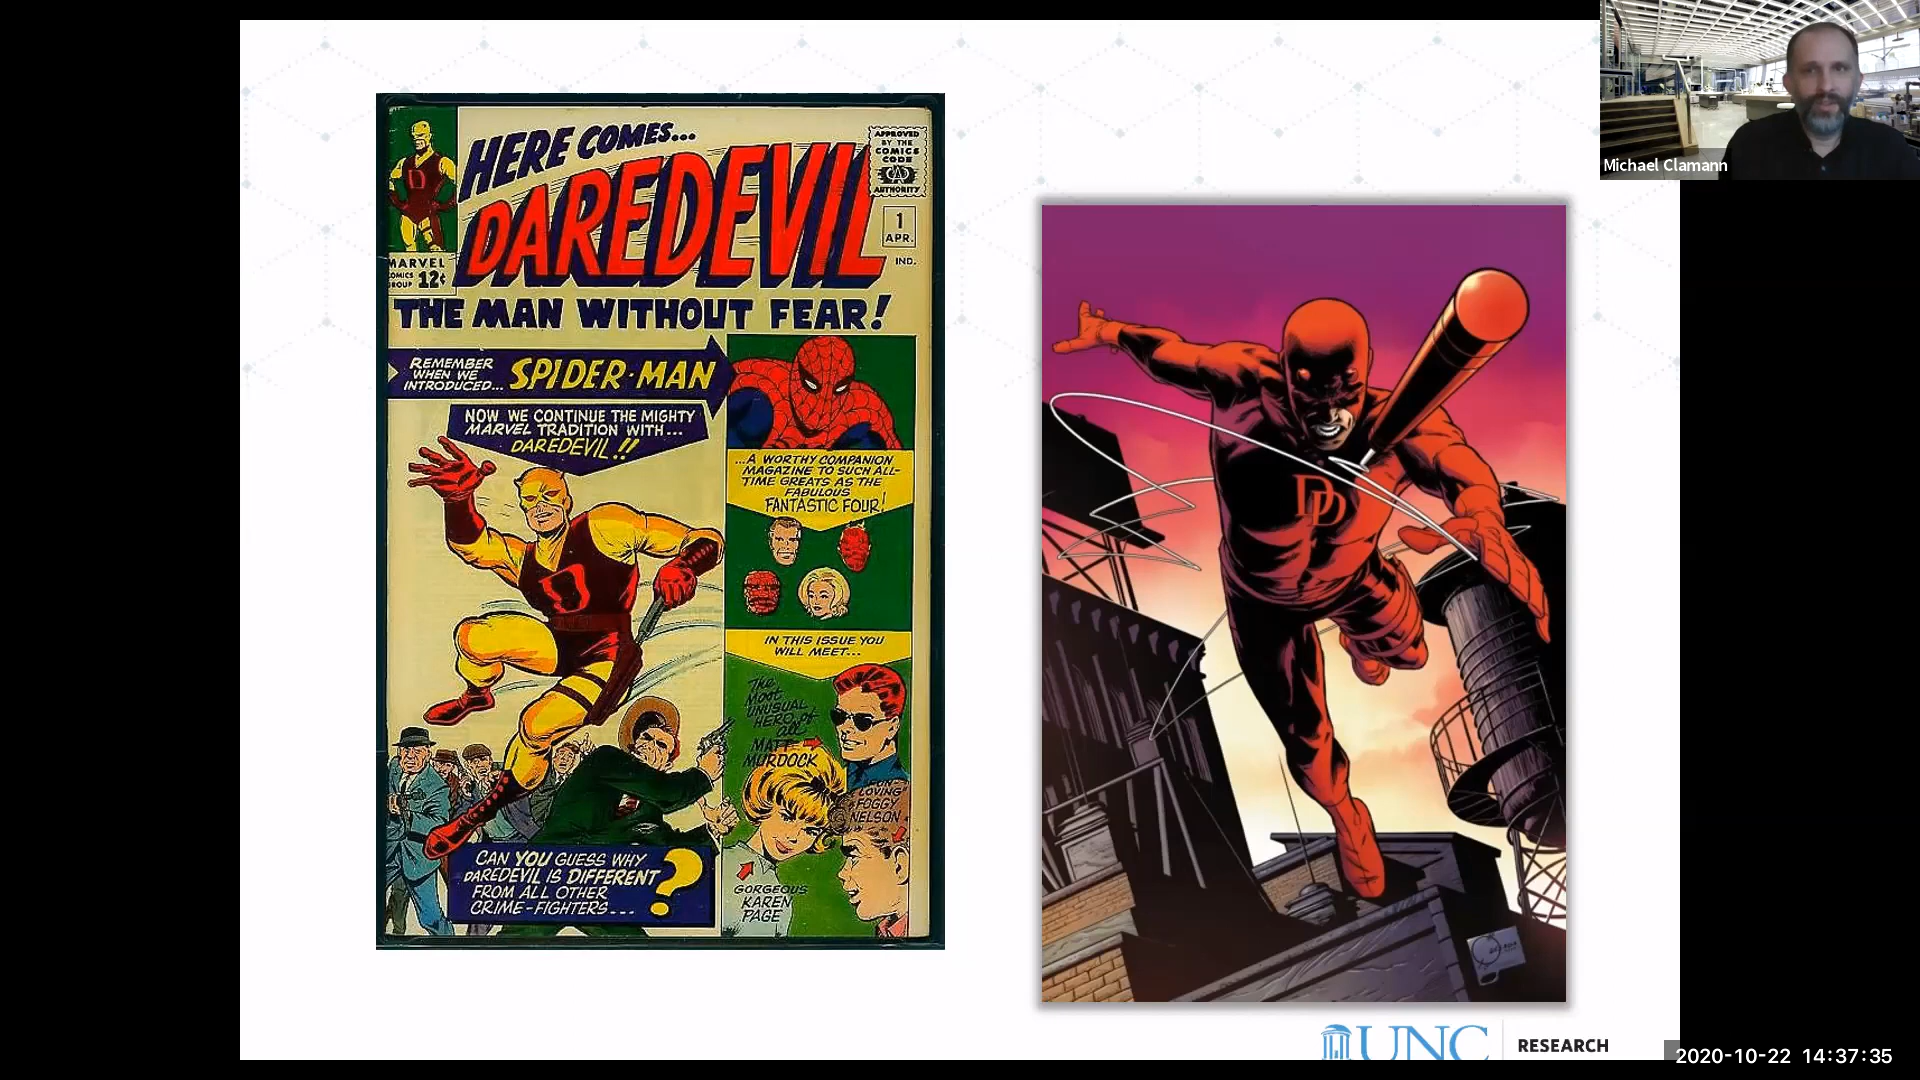 HERE COMES...
DAREDEVIL
APPROVED
BY THE
COMICS
CODE
CA
AUTHORITY
1
APR.
IND.
D
MARVEL
COMICS
GROUP
12¢
THE MAN WITHOUT FEAR!
REMEMBER
WHEN WE
INTRODUCED...
SPIDER-MAN
NOW WE CONTINUE THE MIGHTY
MARVEL TRADITION WITH...
DAREDEVIL!!
...A WORTHY COMPANION
MAGAZINE TO SUCH ALL-
TIME GREATS AS THE
FABULOUS
FANTASTIC FOUR!
D
IN THIS ISSUE YOU
WILL MEET...
The
MOST
UNUSUAL
HERO of
all
MATT
MURDOCK
LOVING"
FOGGY
NELSON
GORGEOUS
KAREN
PAGE
CAN YOU GUESS WHY
DAREDEVIL IS DIFFERENT
FROM ALL OTHER
CRIME-FIGHTERS...
?
DD
Michael Clamann
UNC
RESEARCH
2020-10-22 14:37:35